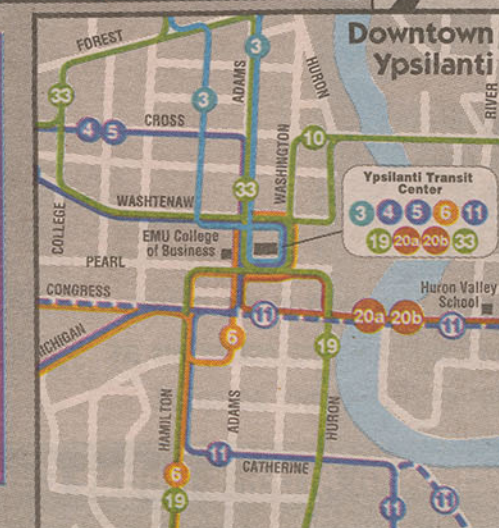 Downtown
Ypsilanti
FOREST
ADAMS
HURON
RIVER
3
33
3
4 5
CROSS
WASHINGTON
10
Ypsilanti Transit
Center
3 4 5 6 11
19 20a 20b 33
33
COLLEGE
WASHTENAW
EMU College
of Business
PEARL
CONGRESS
Huron Valley
School
ICHIGAN
11
20a 20b
11
6
19
HAMILTON
ADAMS
HURON
11
CATHERINE
6
19
11
11